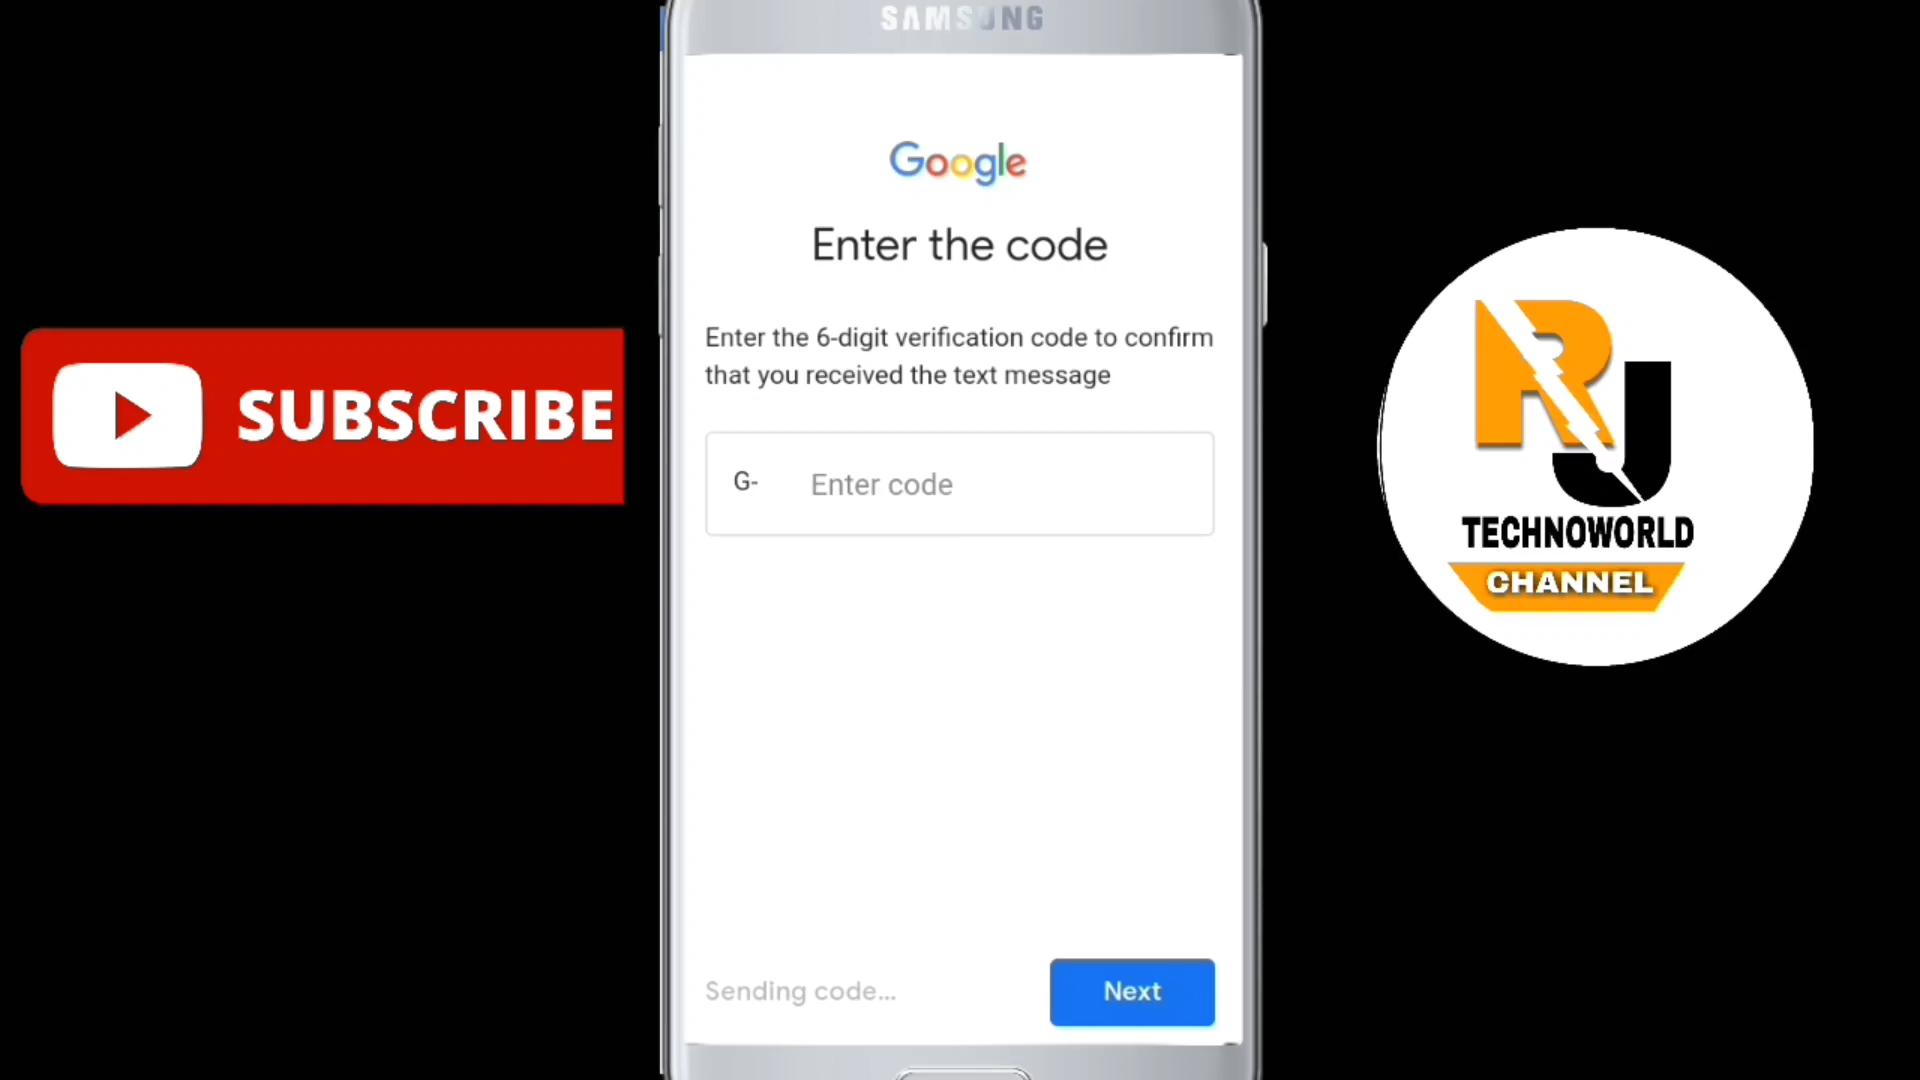 SAMSUNG
Google
Enter the code
Enter the 6-digit verification code to confirm
that you received the text message
G- Enter code
Sending code...
Next
SUBSCRIBE
RJ
TECHNOWORLD
CHANNEL